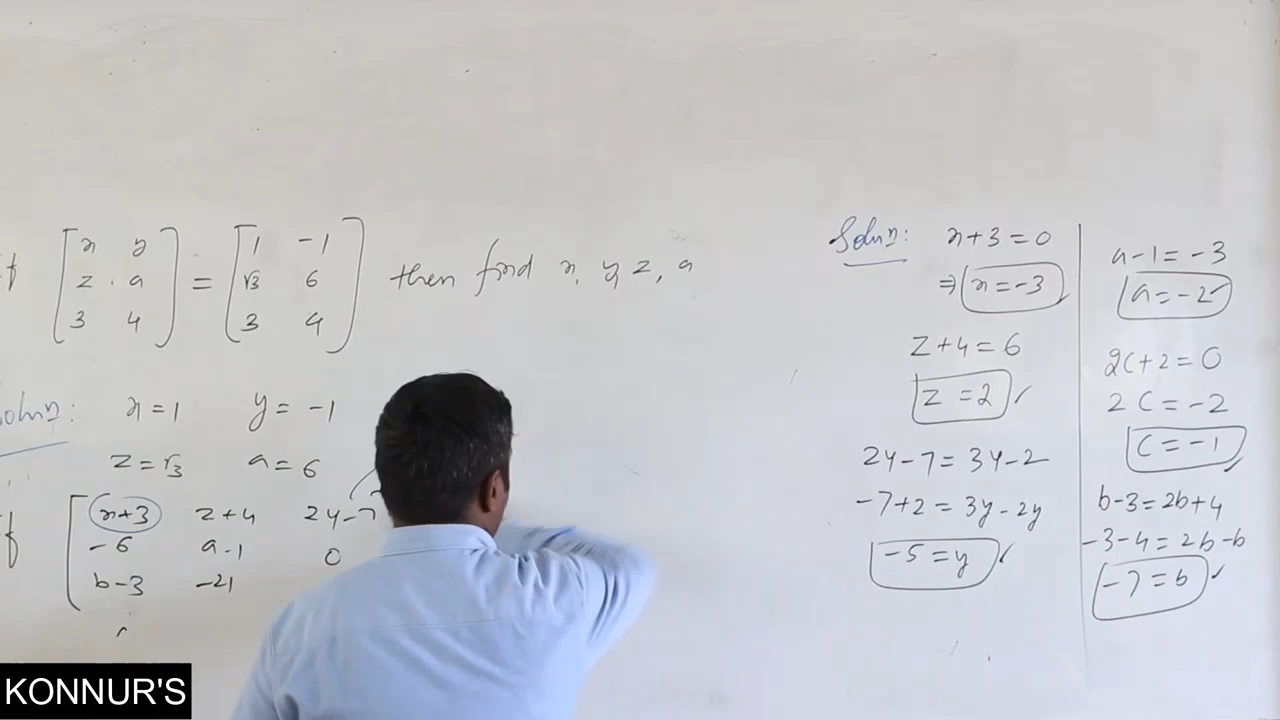 If [x y] = [1 -1] then find x, y, z, a
[z . a] [√3 6]
[3 4] [3 4]
Soln: x = 1 y = -1
z = √3 a = 6
If [x+3 z+4 2y-7
-6 a-1 0
b-3 -21
Soln: x+3 = 0
⇒ x = -3
z+4 = 6
z = 2 ✓
2y-7 = 3y-2
-7+2 = 3y-2y
-5 = y ✓
a-1 = -3
a = -2 ✓
2c+2 = 0
2c = -2
c = -1 ✓
b-3 = 2b+4
-3-4 = 2b-b
-7 = b ✓
KONNUR'S